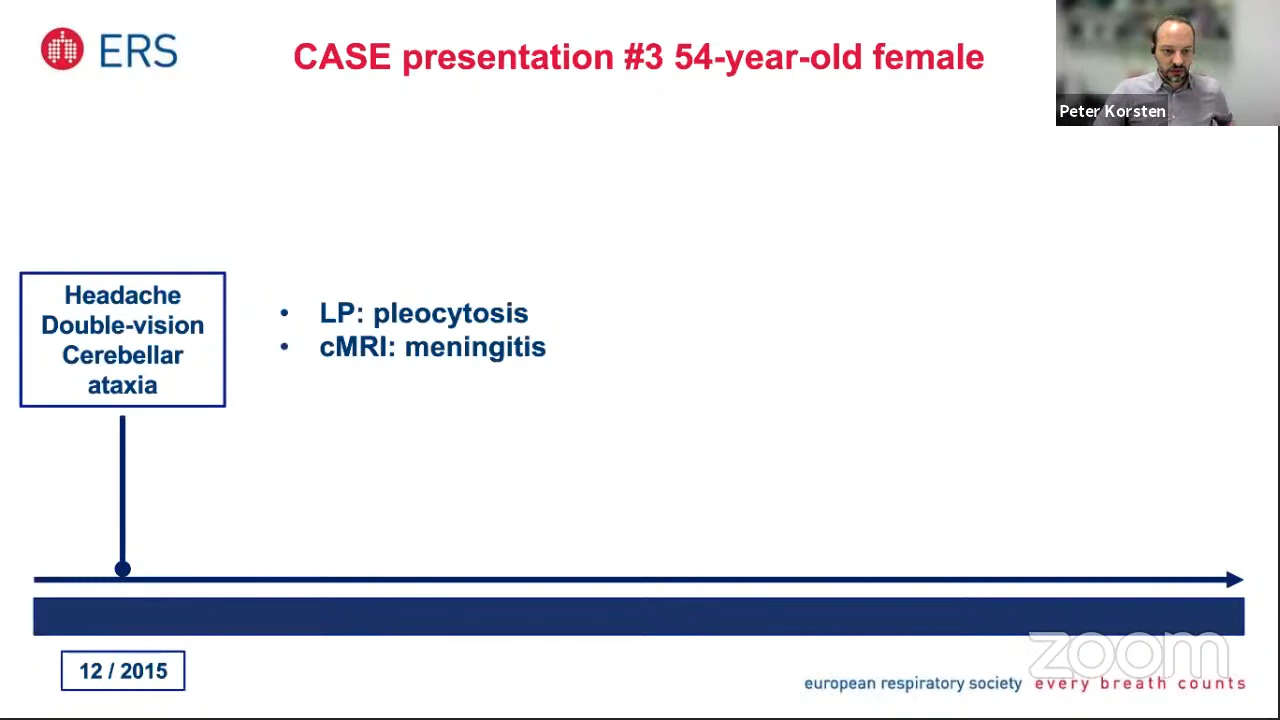 ERS
CASE presentation #3 54-year-old female
Peter Korsten
Headache
Double-vision
Cerebellar
ataxia
• LP: pleocytosis
• cMRI: meningitis
12 / 2015
zoom
european respiratory society every breath counts